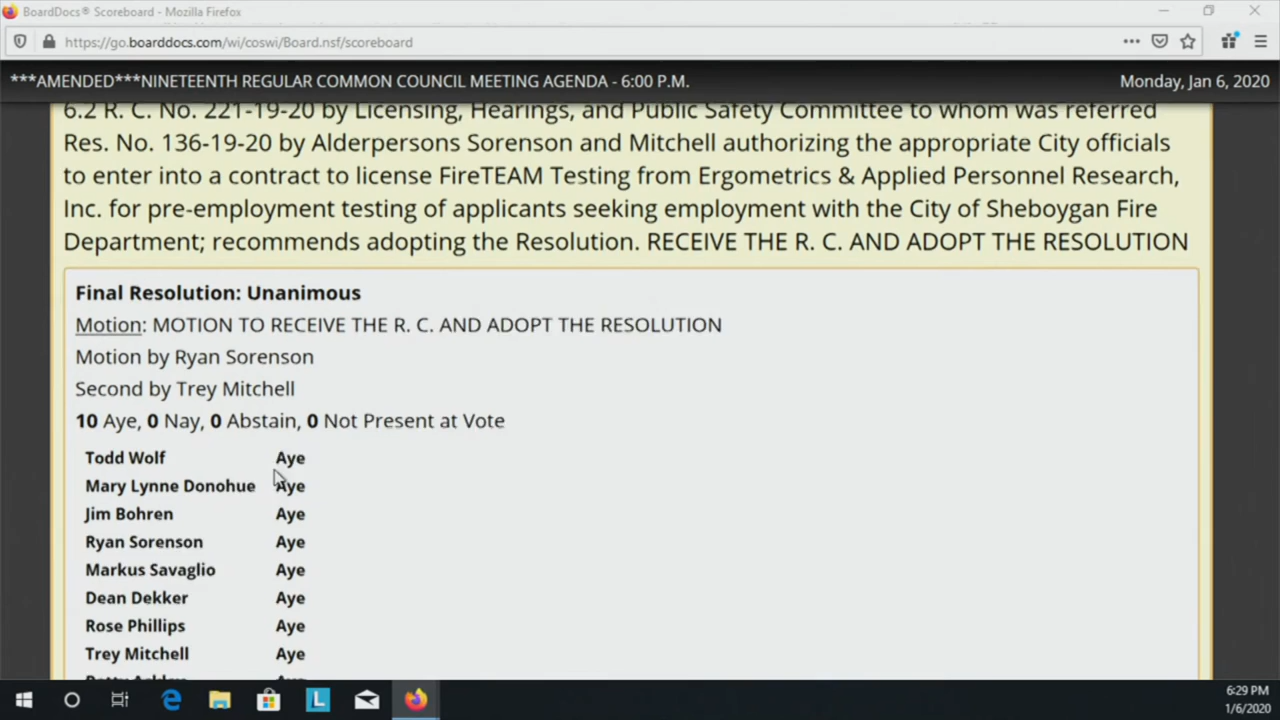 BoardDocs® Scoreboard - Mozilla Firefox
https://go.boarddocs.com/wi/coswi/Board.nsf/scoreboard
***AMENDED***NINETEENTH REGULAR COMMON COUNCIL MEETING AGENDA - 6:00 P.M. Monday, Jan 6, 2020
6.2 R. C. No. 221-19-20 by Licensing, Hearings, and Public Safety Committee to whom was referred
Res. No. 136-19-20 by Alderpersons Sorenson and Mitchell authorizing the appropriate City officials
to enter into a contract to license FireTEAM Testing from Ergometrics & Applied Personnel Research,
Inc. for pre-employment testing of applicants seeking employment with the City of Sheboygan Fire
Department; recommends adopting the Resolution. RECEIVE THE R. C. AND ADOPT THE RESOLUTION
Final Resolution: Unanimous
Motion: MOTION TO RECEIVE THE R. C. AND ADOPT THE RESOLUTION
Motion by Ryan Sorenson
Second by Trey Mitchell
10 Aye, 0 Nay, 0 Abstain, 0 Not Present at Vote
Todd Wolf Aye
Mary Lynne Donohue Aye
Jim Bohren Aye
Ryan Sorenson Aye
Markus Savaglio Aye
Dean Dekker Aye
Rose Phillips Aye
Trey Mitchell Aye
L
6:29 PM
1/6/2020